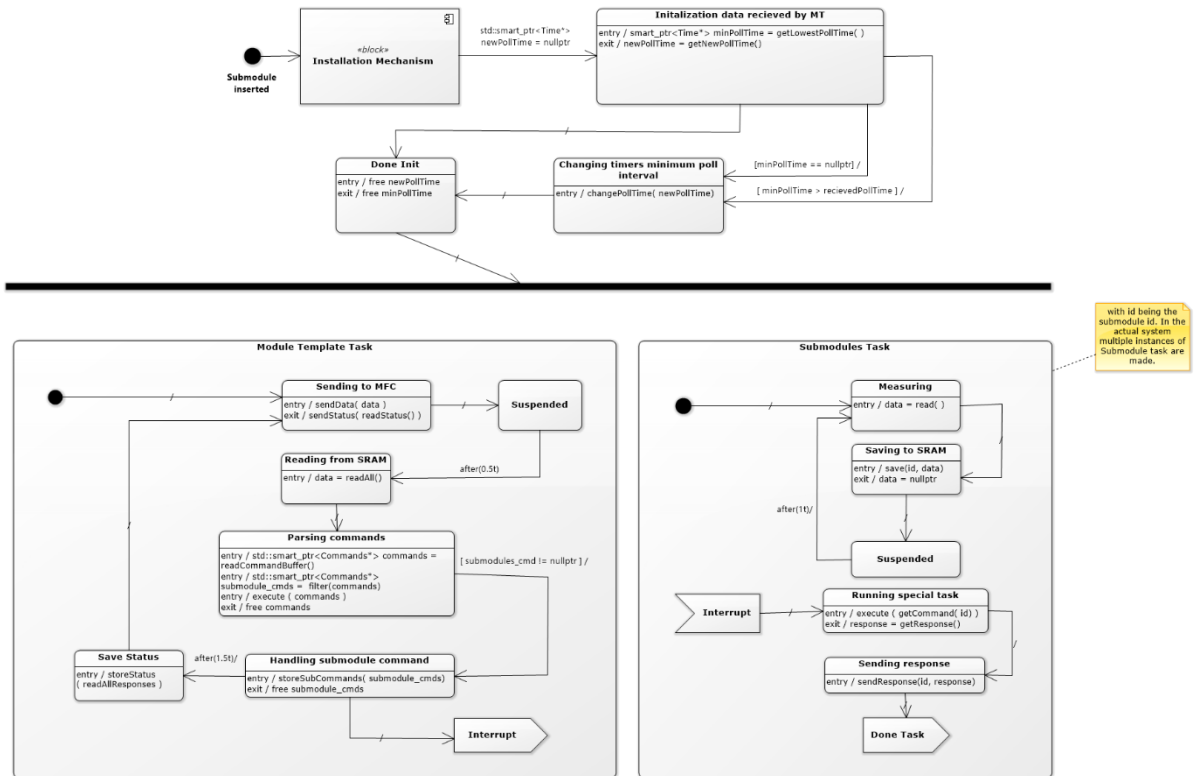 Submodule
inserted
«block»
Installation Mechanism
std::smart_ptr<Time*>
newPollTime = nullptr
Initalization data recieved by MT
entry / smart_ptr<Time*> minPollTime = getLowestPollTime( )
exit / newPollTime = getNewPollTime()
/
Done Init
entry / free newPollTime
exit / free minPollTime
/
Changing timers minimum poll
interval
entry / changePollTime( newPollTime)
[minPollTime == nullptr] /
[ minPollTime > recievedPollTime ] /
/
with id being the
submodule id. In the
actual system
multiple instances of
Submodule task are
made.
Module Template Task
/
Sending to MFC
entry / sendData( data )
exit / sendStatus( readStatus() )
/
Suspended
after(0.5t)
Reading from SRAM
entry / data = readAll()
/
Parsing commands
entry / std::smart_ptr<Commands*> commands =
readCommandBuffer()
entry / std::smart_ptr<Commands*>
submodule_cmds = filter(commands)
entry / execute ( commands )
exit / free commands
[ submodules_cmd != nullptr ] /
/
Save Status
entry / storeStatus
( readAllResponses )
after(1.5t)/
Handling submodule command
entry / storeSubCommands( submodule_cmds)
exit / free submodule_cmds
/
Interrupt
Submodules Task
/
Measuring
entry / data = read( )
/
Saving to SRAM
entry / save(id, data)
exit / data = nullptr
/
after(1t)/
Suspended
Interrupt
/
Running special task
entry / execute ( getCommand( id) )
exit / response = getResponse()
/
Sending response
entry / sendResponse(id, response)
/
Done Task